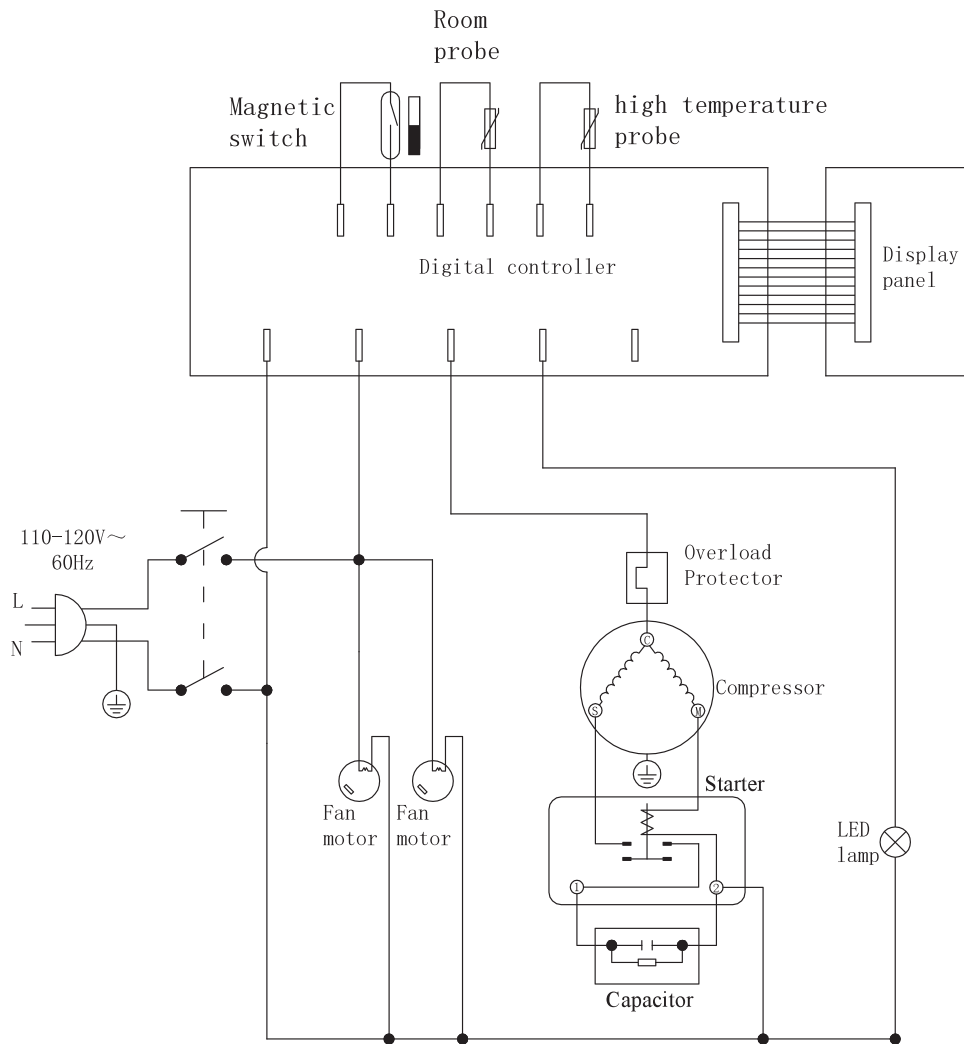 Room
probe
Magnetic
switch
high temperature
probe
Digital controller
Display
panel
110-120V～
60Hz
L
N
Overload
Protector
C
Compressor
S
M
Starter
Fan
motor
Fan
motor
LED
lamp
1
2
Capacitor